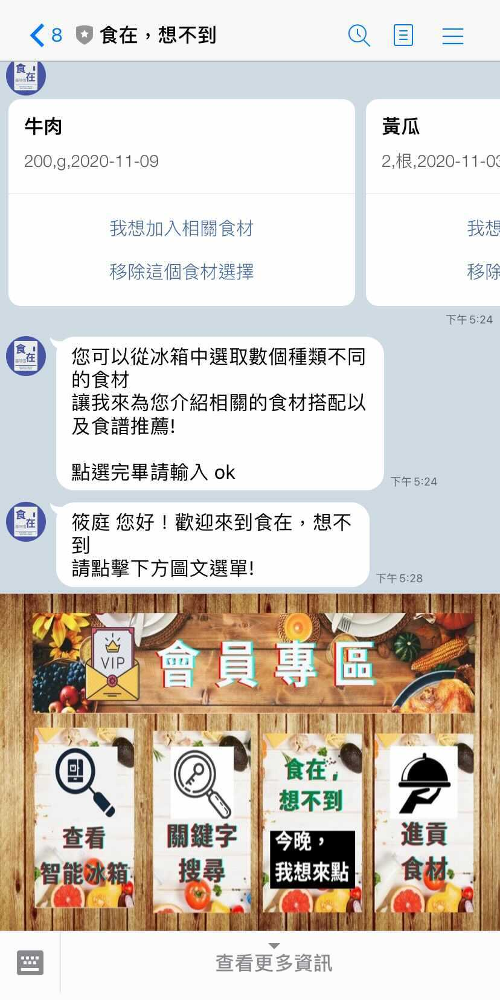 8 食在，想不到
食在
牛肉
200,g,2020-11-09
我想加入相關食材
移除這個食材選擇
黃瓜
2,根,2020-11-03
我想
移除
下午 5:24
食在
您可以從冰箱中選取數個種類不同
的食材
讓我來為您介紹相關的食材搭配以
及食譜推薦!
點選完畢請輸入 ok
下午 5:24
食在
筱庭 您好！歡迎來到食在，想不
到
請點擊下方圖文選單!
下午 5:28
VIP
會員專區
查看
智能冰箱
關鍵字
搜尋
食在，
想不到
今晚，
我想來點
進貢
食材
查看更多資訊